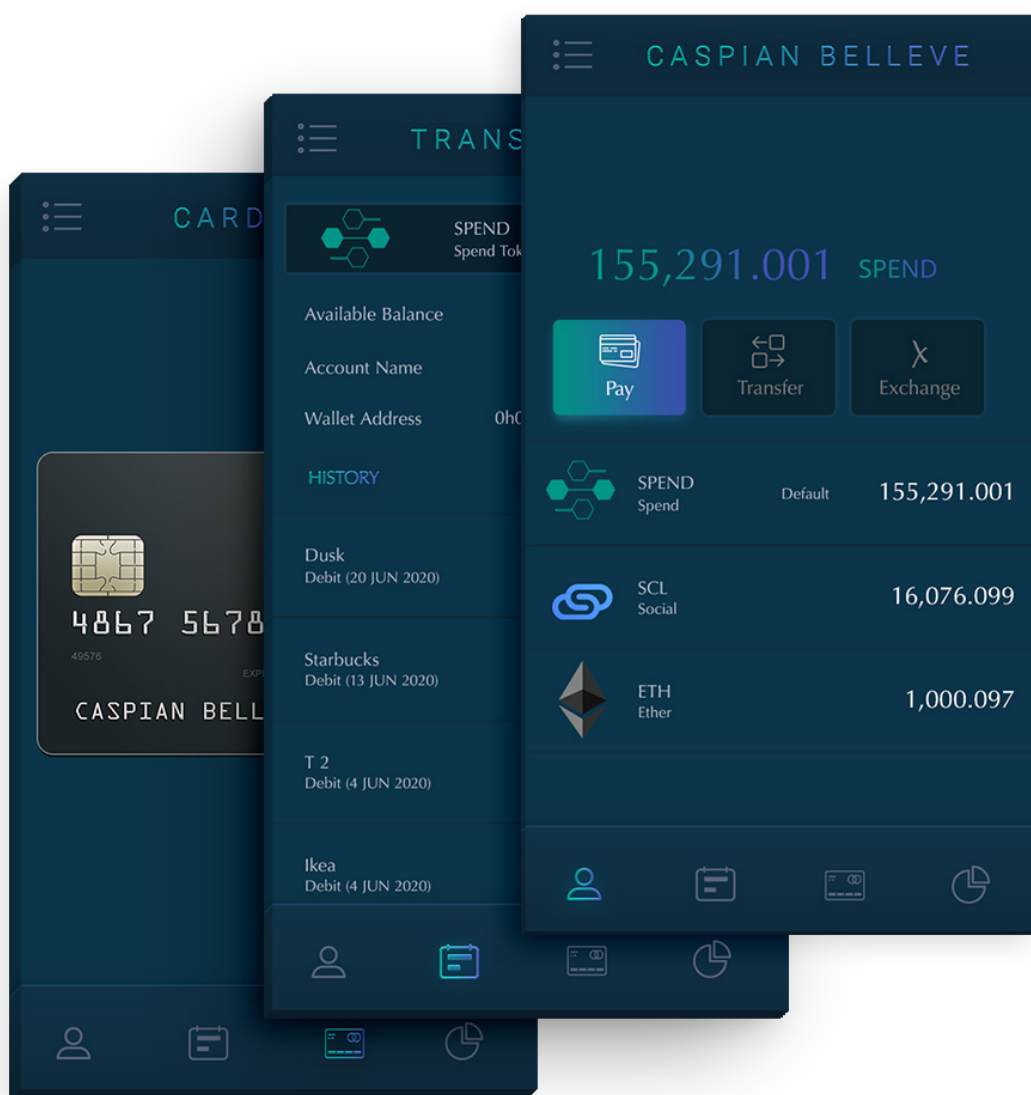 CASPIAN BELLEVE
155,291.001 SPEND
Pay
Transfer
Exchange
SPEND
Spend
Default
155,291.001
SCL
Social
16,076.099
ETH
Ether
1,000.097
TRANS
SPEND
Spend Tok
Available Balance
Account Name
Wallet Address 0h0
HISTORY
Dusk
Debit (20 JUN 2020)
Starbucks
Debit (13 JUN 2020)
T 2
Debit (4 JUN 2020)
Ikea
Debit (4 JUN 2020)
CARD
4867 5678
49576
EXPI
CASPIAN BELL